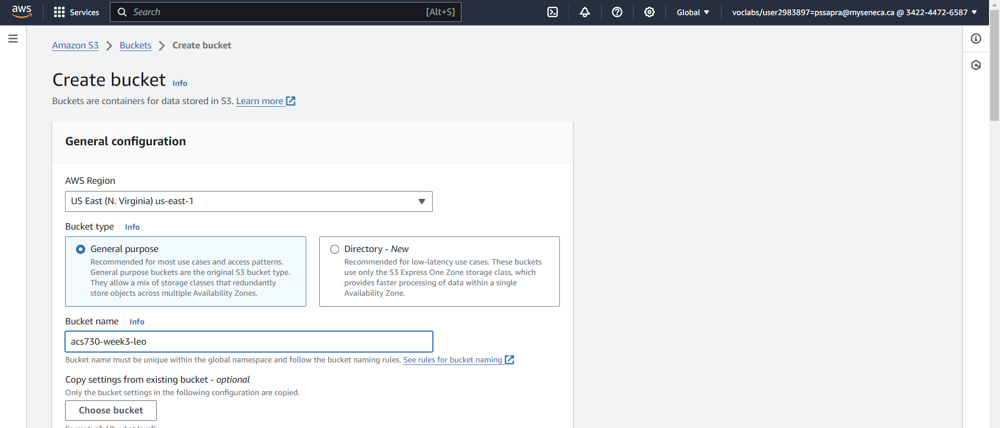 aws
Services
Search
[Alt+S]
Global
voclabs/user2983897=pssapra@myseneca.ca @ 3422-4472-6587
Amazon S3
Buckets
Create bucket
Create bucket
Info
Buckets are containers for data stored in S3. Learn more
General configuration
AWS Region
US East (N. Virginia) us-east-1
Bucket type
Info
General purpose
Recommended for most use cases and access patterns.
General purpose buckets are the original S3 bucket type.
They allow a mix of storage classes that redundantly
store objects across multiple Availability Zones.
Directory - New
Recommended for low-latency use cases. These buckets
use only the S3 Express One Zone storage class, which
provides faster processing of data within a single
Availability Zone.
Bucket name
Info
acs730-week3-leo
Bucket name must be unique within the global namespace and follow the bucket naming rules. See rules for bucket naming
Copy settings from existing bucket - optional
Only the bucket settings in the following configuration are copied.
Choose bucket
Format: s3://bucket/prefix